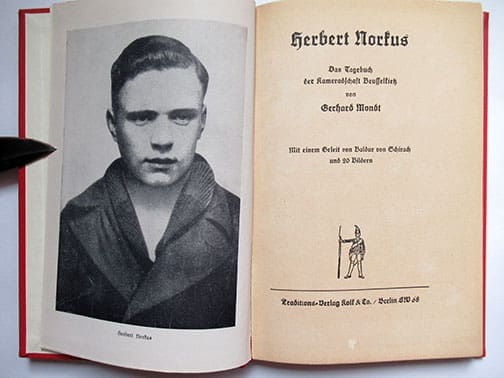 Herbert Norkus
Herbert Norkus
Das Tagebuch
der Kameradschaft Beusselkietz
von
Gerhard Mondt
Mit einem Geleit von Baldur von Schirach
und 20 Bildern
Traditions-Verlag Kolk & Co. / Berlin SW 68